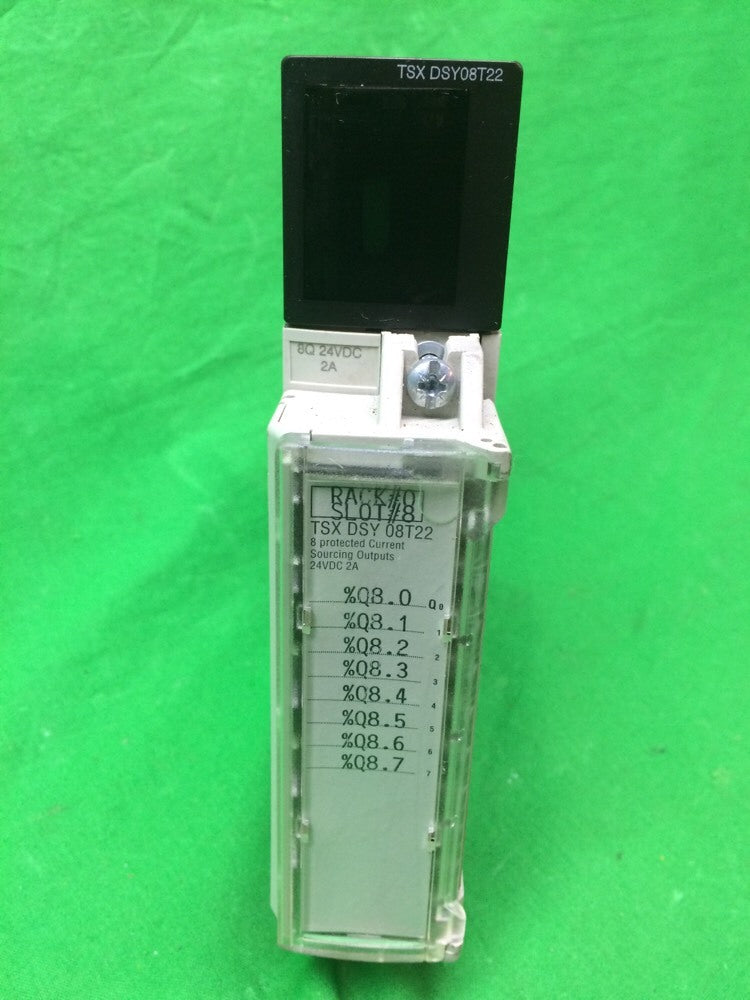 TSX DSY08T22
8Q 24VDC
2A
RACK#0
SLOT#8
TSX DSY 08T22
8 protected Current
Sourcing Outputs
24VDC 2A
%Q8.0 Q0
%Q8.1 1
%Q8.2 2
%Q8.3 3
%Q8.4 4
%Q8.5 5
%Q8.6 6
%Q8.7 7